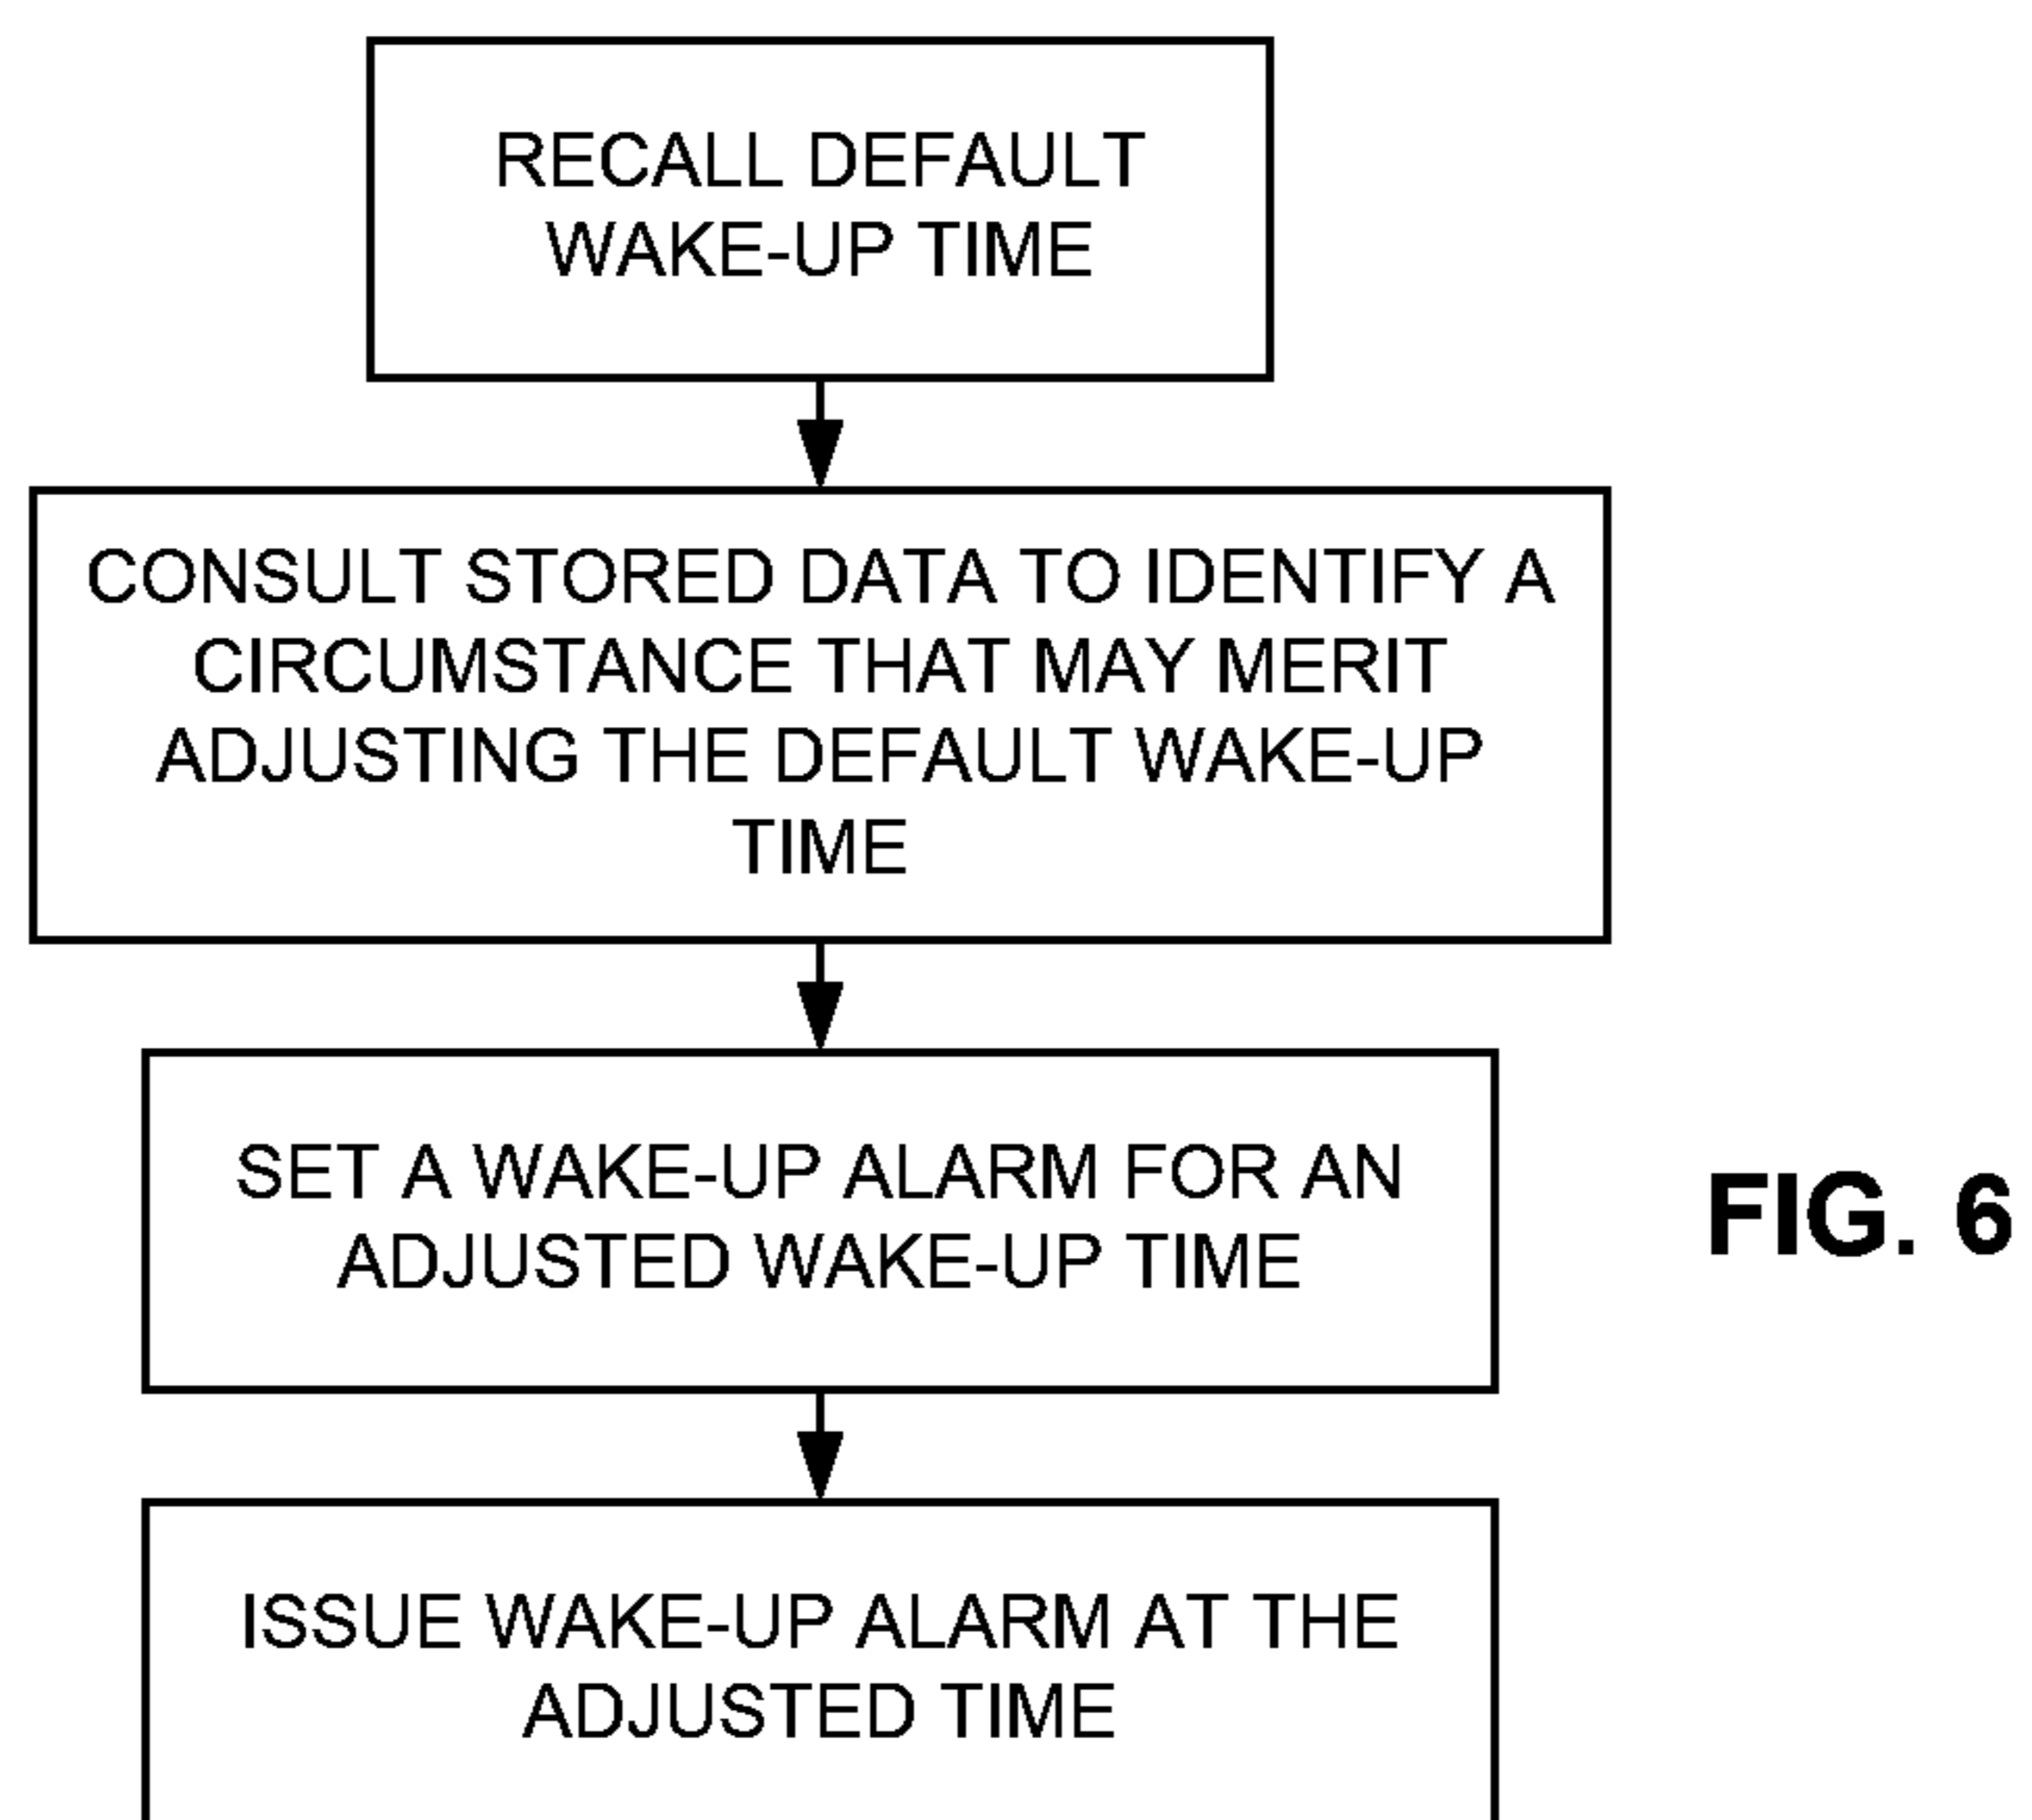 RECALL DEFAULT
WAKE-UP TIME
CONSULT STORED DATA TO IDENTIFY A
CIRCUMSTANCE THAT MAY MERIT
ADJUSTING THE DEFAULT WAKE-UP
TIME
SET A WAKE-UP ALARM FOR AN
ADJUSTED WAKE-UP TIME
FIG. 6
ISSUE WAKE-UP ALARM AT THE
ADJUSTED TIME